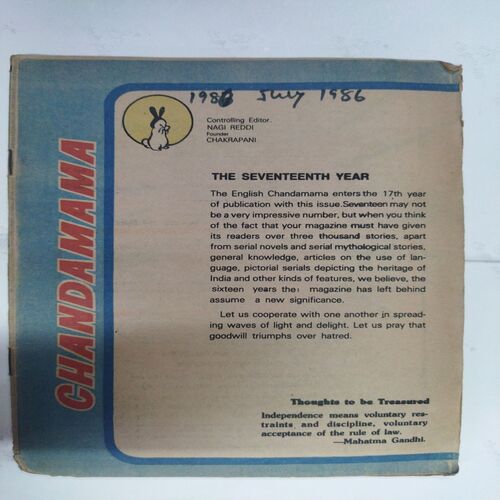 1986 July 1986
Controlling Editor.
NAGI REDDI
Founder
CHAKRAPANI
CHANDAMAMA
THE SEVENTEENTH YEAR
The English Chandamama enters the 17th year
of publication with this issue.Seventeen may not
be a very impressive number, but when you think
of the fact that your magazine must have given
its readers over three thousand stories, apart
from serial novels and serial mythological stories,
general knowledge, articles on the use of lan-
guage, pictorial serials depicting the heritage of
India and other kinds of features, we believe, the
sixteen years the magazine has left behind
assume a new significance.
Let us cooperate with one another in spread-
ing waves of light and delight. Let us pray that
goodwill triumphs over hatred.
Thoughts to be Treasured
Independence means voluntary res-
traints and discipline, voluntary
acceptance of the rule of law.
—Mahatma Gandhi.